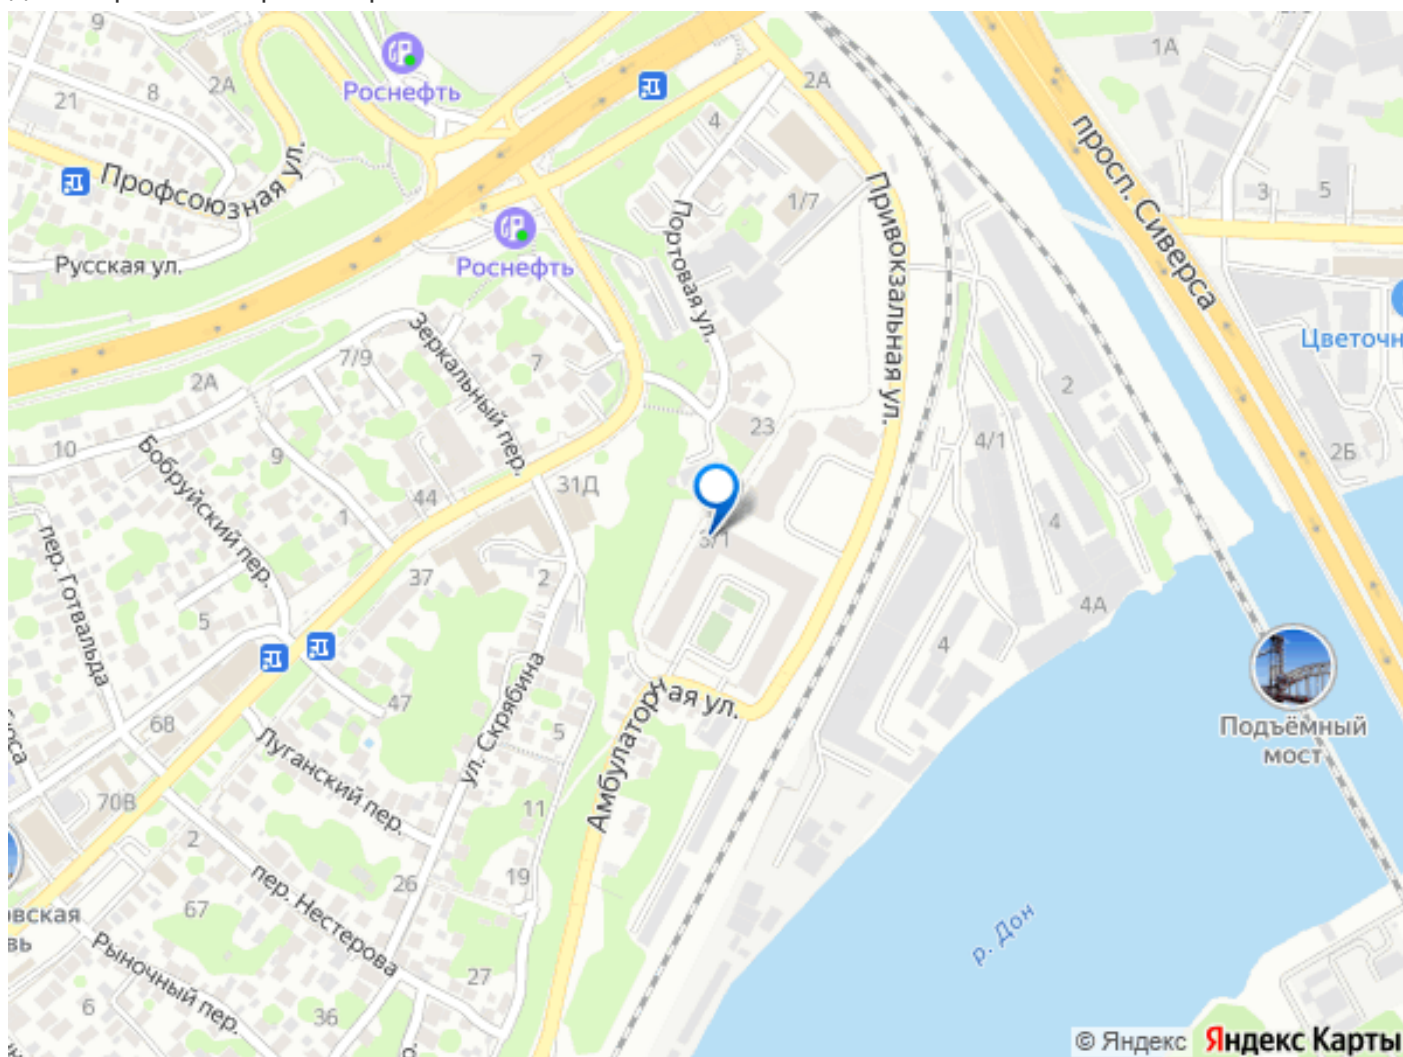 9
1А
8
2А
21
Роснефть
2А
4
просп. Сиверса
Профсоюзная ул.
3
5
1/7
Привокзальная ул.
Портовая ул.
Русская ул.
Роснефть
Цветочн
Зеркальный пер.
7/9
7
2А
2
23
4/1
2Б
10
Бобруйский пер.
9
44
31Д
1
4
3/1
пер. Готвальда
37
2
4А
5
4
47
Амбулаторная ул.
ул. Скрябина
68
5
Подъёмный
мост
Луганский пер.
70В
11
2
26
19
пер. Нестерова
67
вская
вь
р. Дон
Рыночный пер.
27
6
36
© Яндекс Яндекс Карты